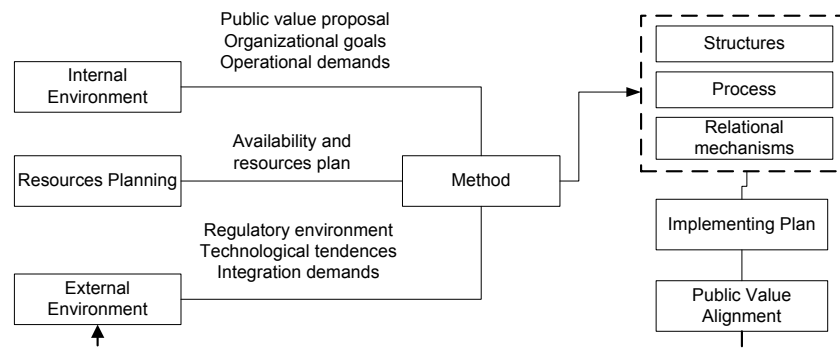 Public value proposal
Organizational goals
Operational demands
Internal
Environment
Availability and
resources plan
Resources Planning
Method
Regulatory environment
Technological tendences
Integration demands
External
Environment
Structures
Process
Relational
mechanisms
Implementing Plan
Public Value
Alignment